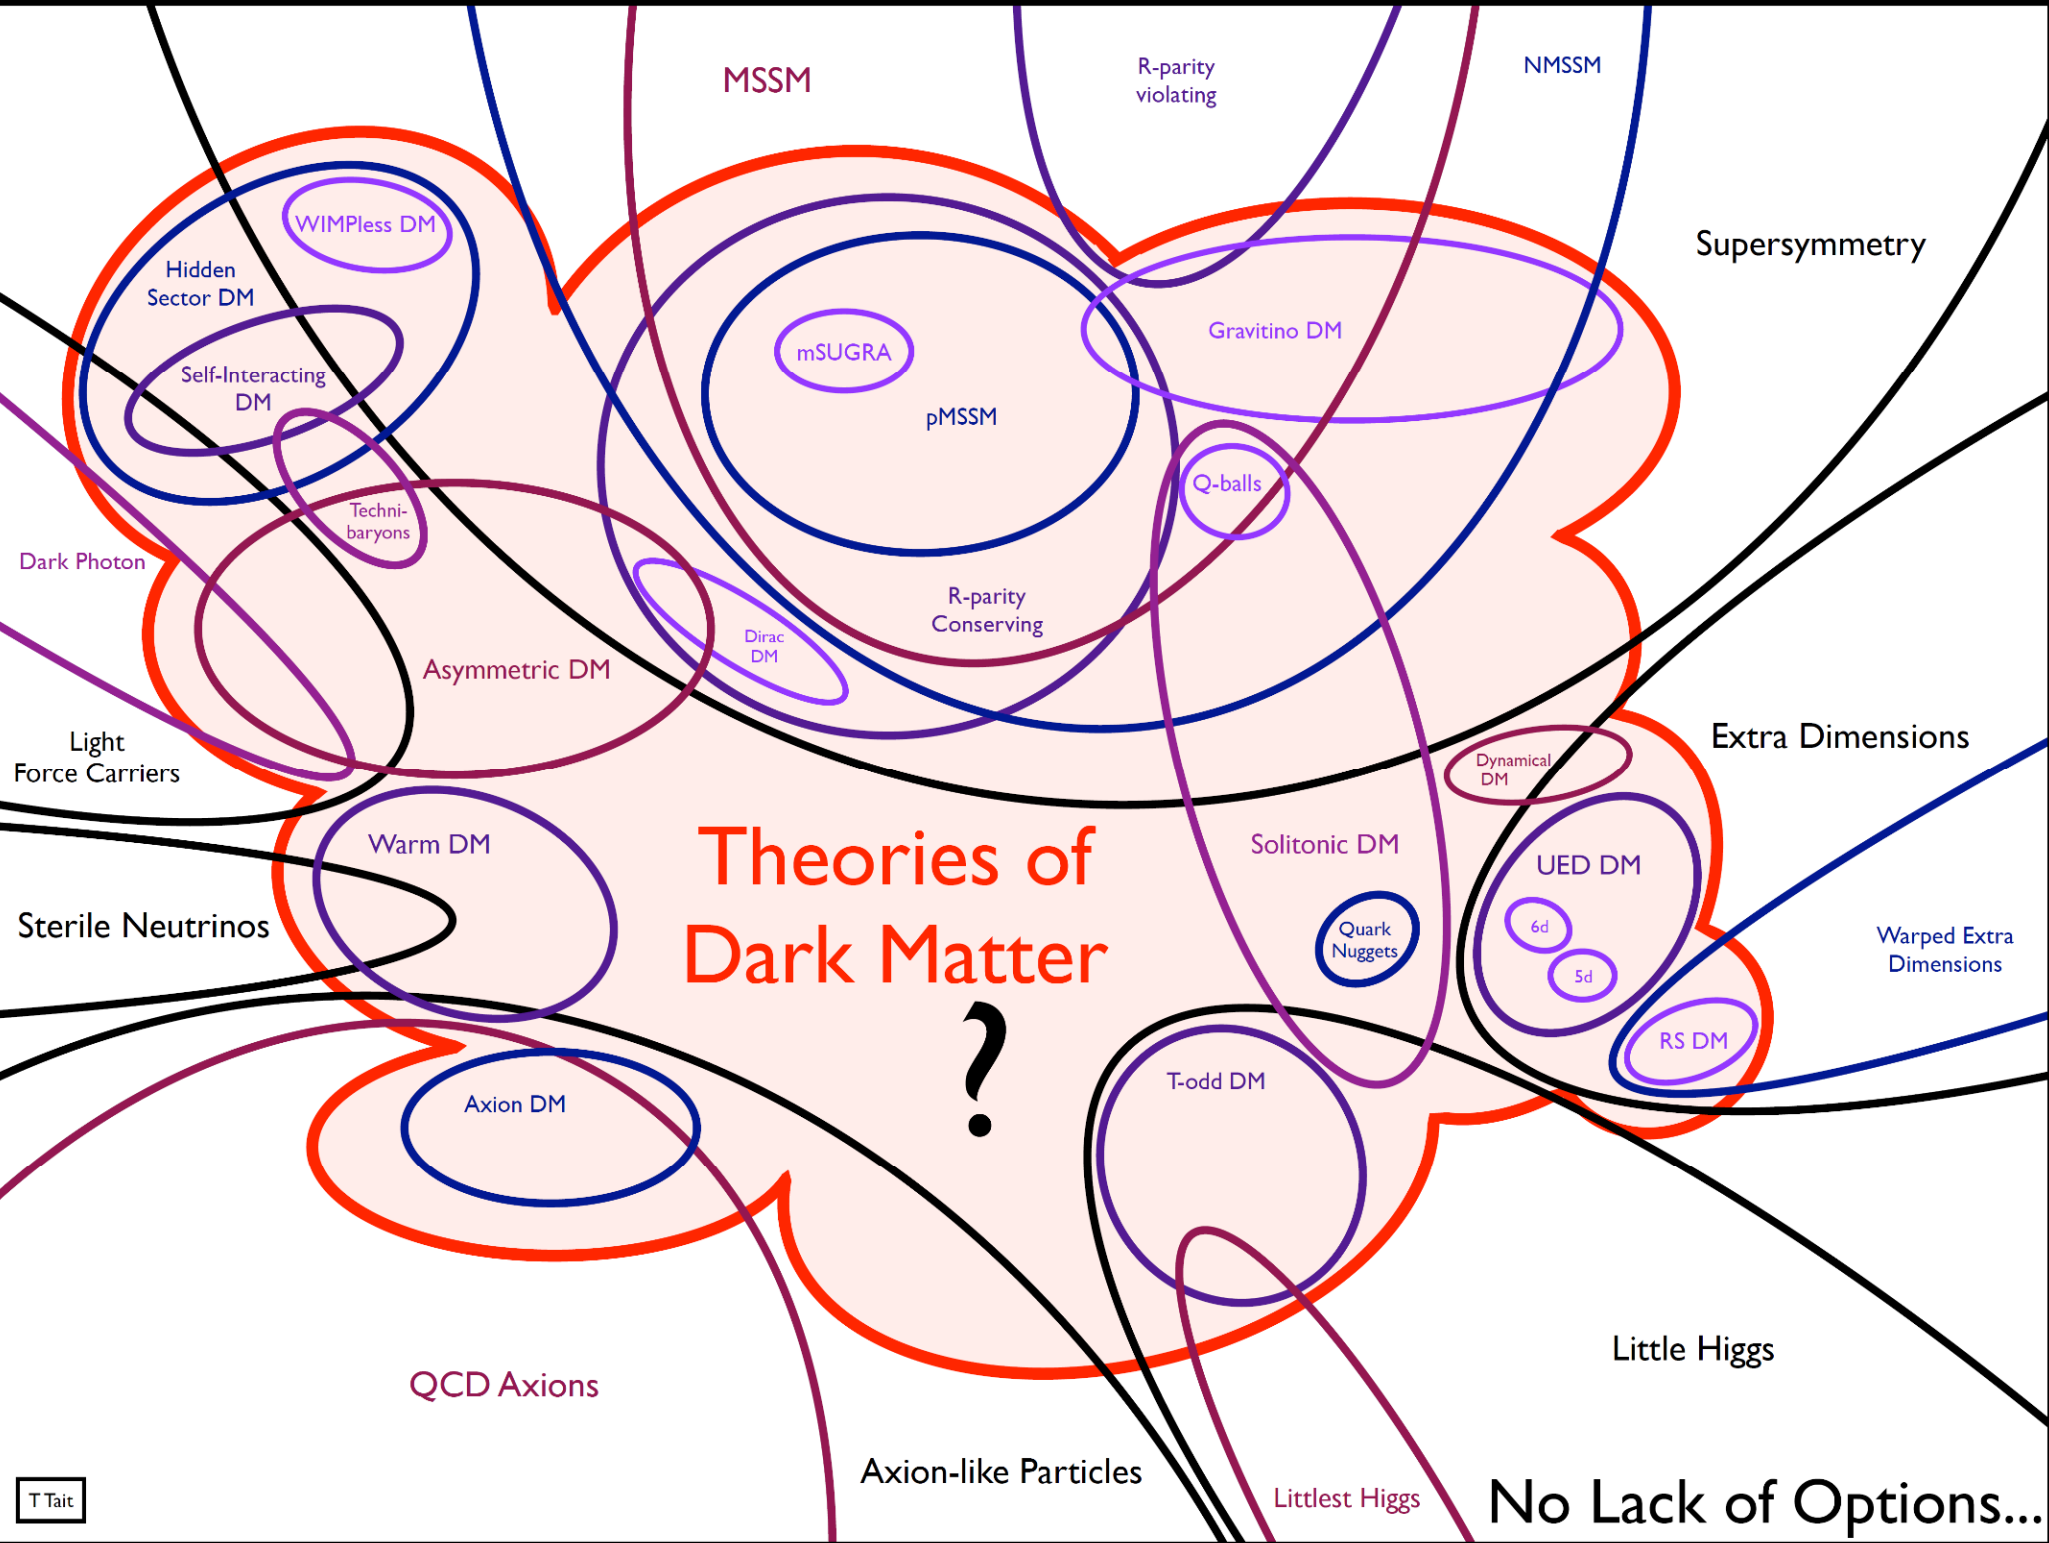 MSSM
R-parity
violating
NMSSM
WIMPless DM
Hidden
Sector DM
Supersymmetry
Gravitino DM
mSUGRA
Self-Interacting
DM
pMSSM
Q-balls
Techni-
baryons
Dark Photon
R-parity
Conserving
Dirac
DM
Asymmetric DM
Light
Force Carriers
Extra Dimensions
Dynamical
DM
Warm DM
Theories of
Dark Matter
?
Solitonic DM
UED DM
Sterile Neutrinos
Quark
Nuggets
6d
5d
Warped Extra
Dimensions
RS DM
T-odd DM
Axion DM
Little Higgs
QCD Axions
Axion-like Particles
Littlest Higgs
T Tait
No Lack of Options...